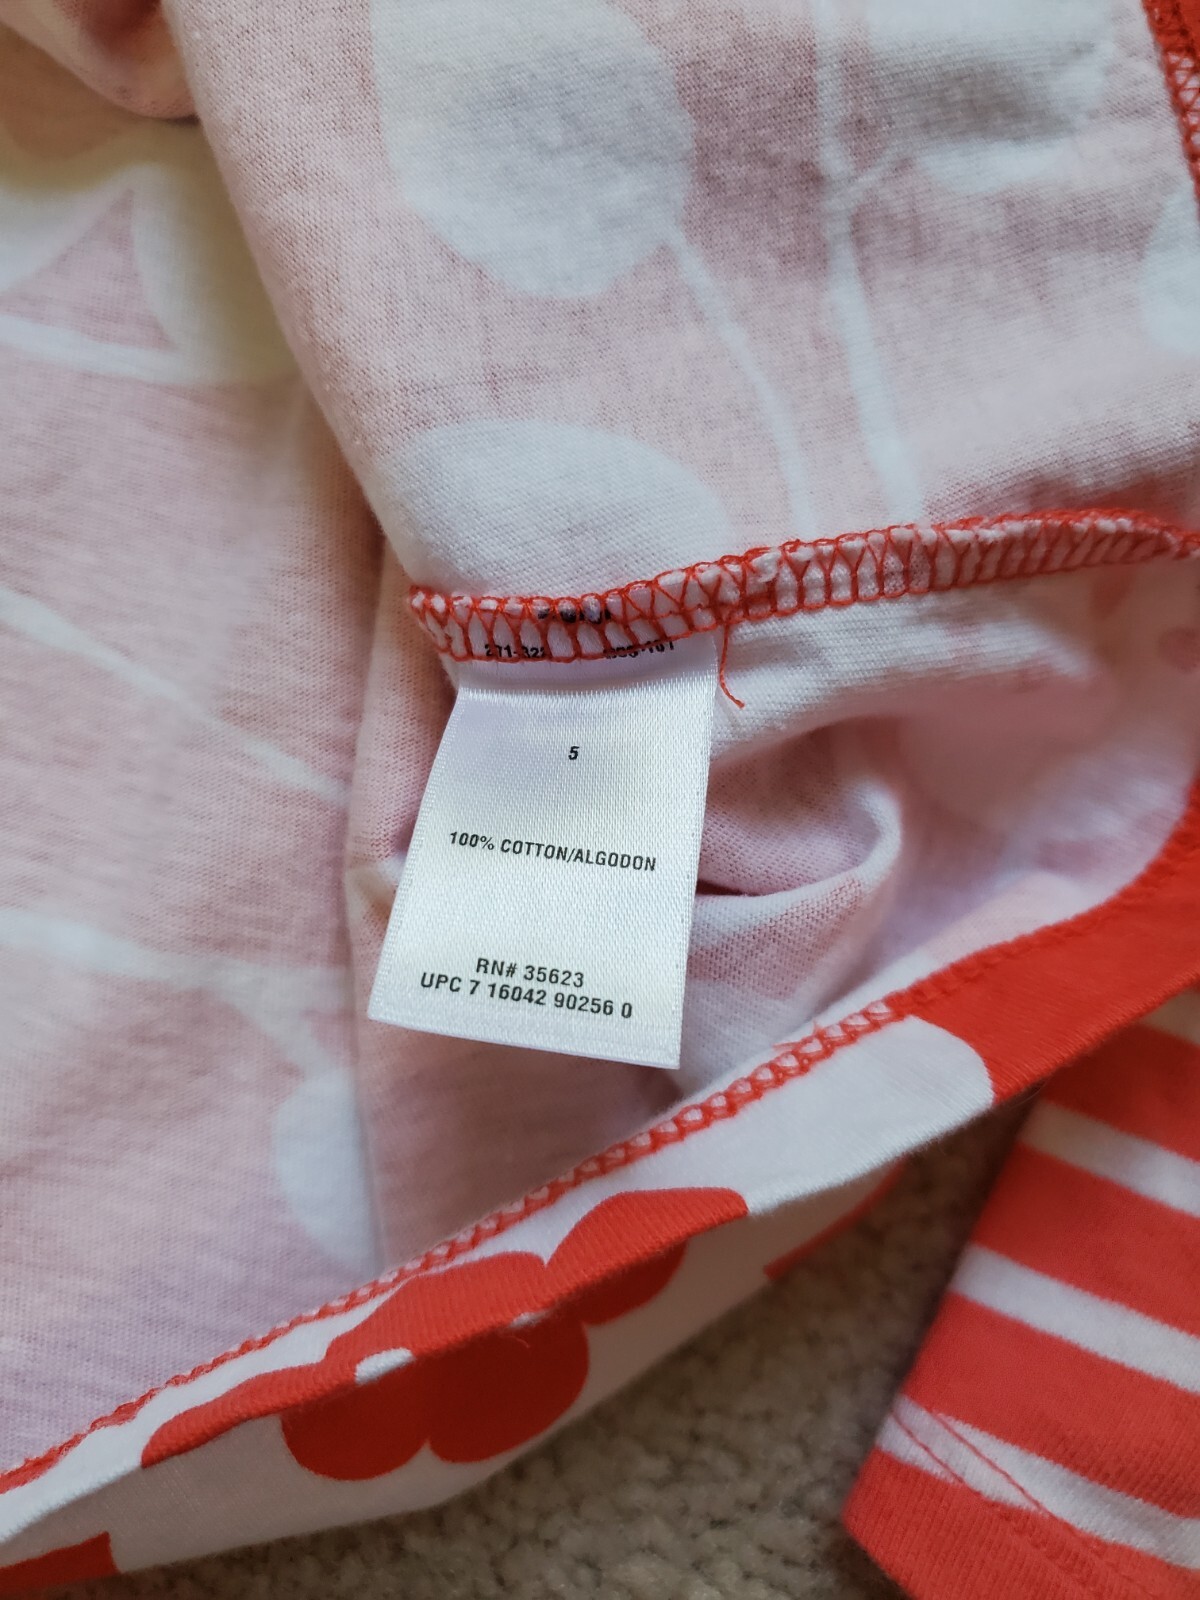 5
100% COTTON/ALGODON
RN# 35623
UPC 7 16042 90256 0